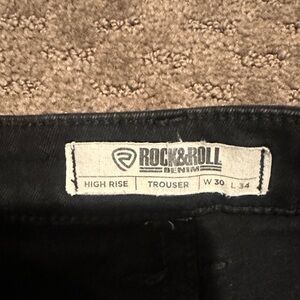 ROCK&ROLL
DENIM
HIGH RISE TROUSER W 30 L 34